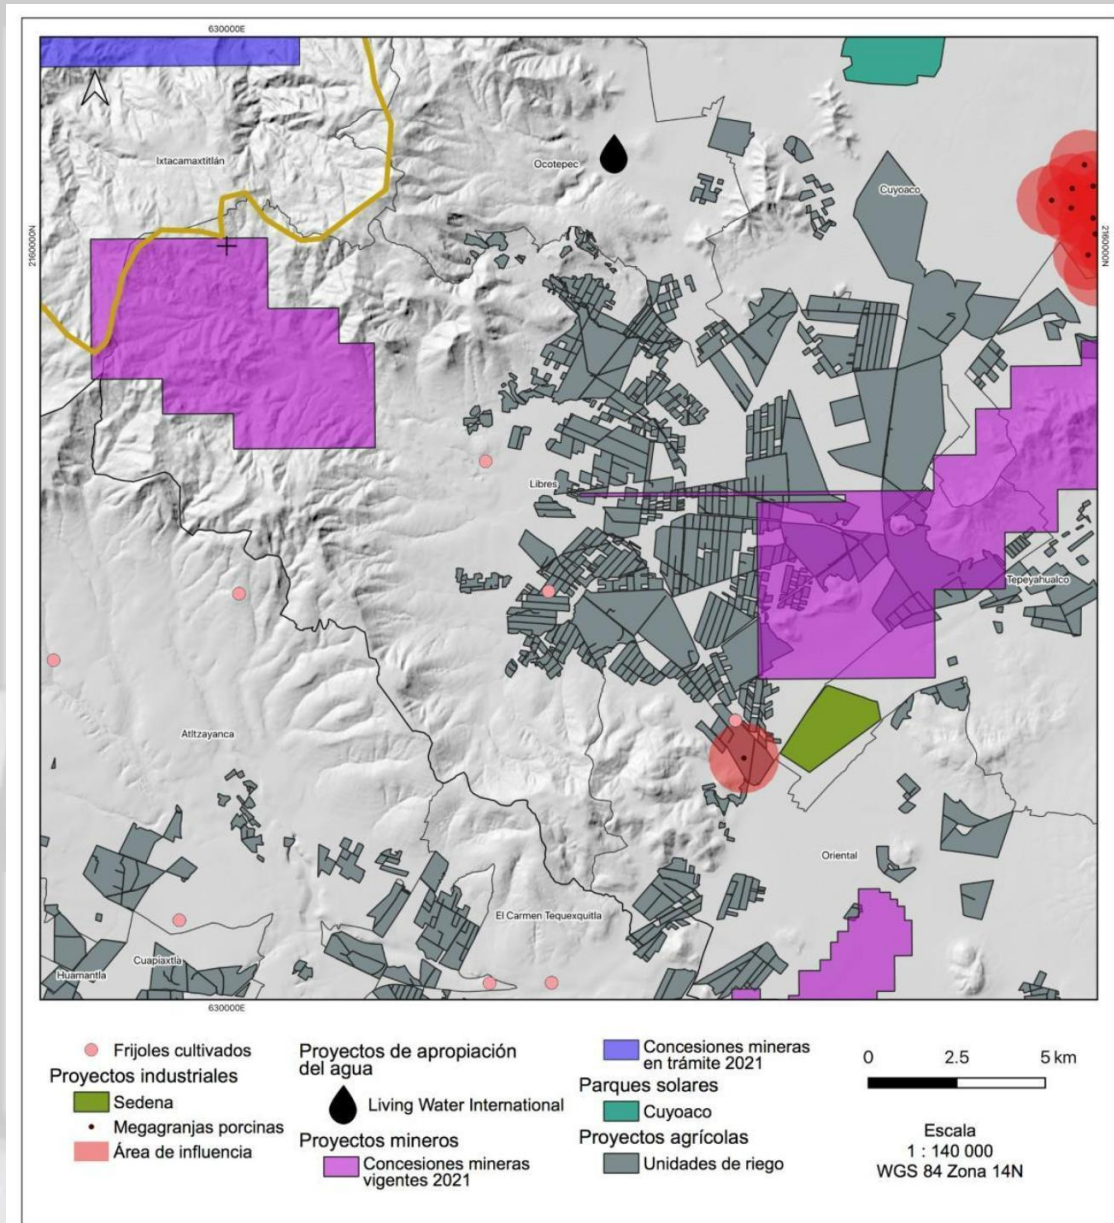 630000E
Ixtacamaxtitlán
Ocotepec
Cuyoaco
2160000N
2160000N
Libres
Tepeyahualco
Atltzayanca
Oriental
El Carmen Tequexquitla
Cuapiaxtla
Huamantla
630000E
Frijoles cultivados
Proyectos industriales
Sedena
Megagranjas porcinas
Área de influencia
Proyectos de apropiación
del agua
Living Water International
Proyectos mineros
Concesiones mineras
vigentes 2021
Concesiones mineras
en trámite 2021
Parques solares
Cuyoaco
Proyectos agrícolas
Unidades de riego
0 2.5 5 km
Escala
1 : 140 000
WGS 84 Zona 14N